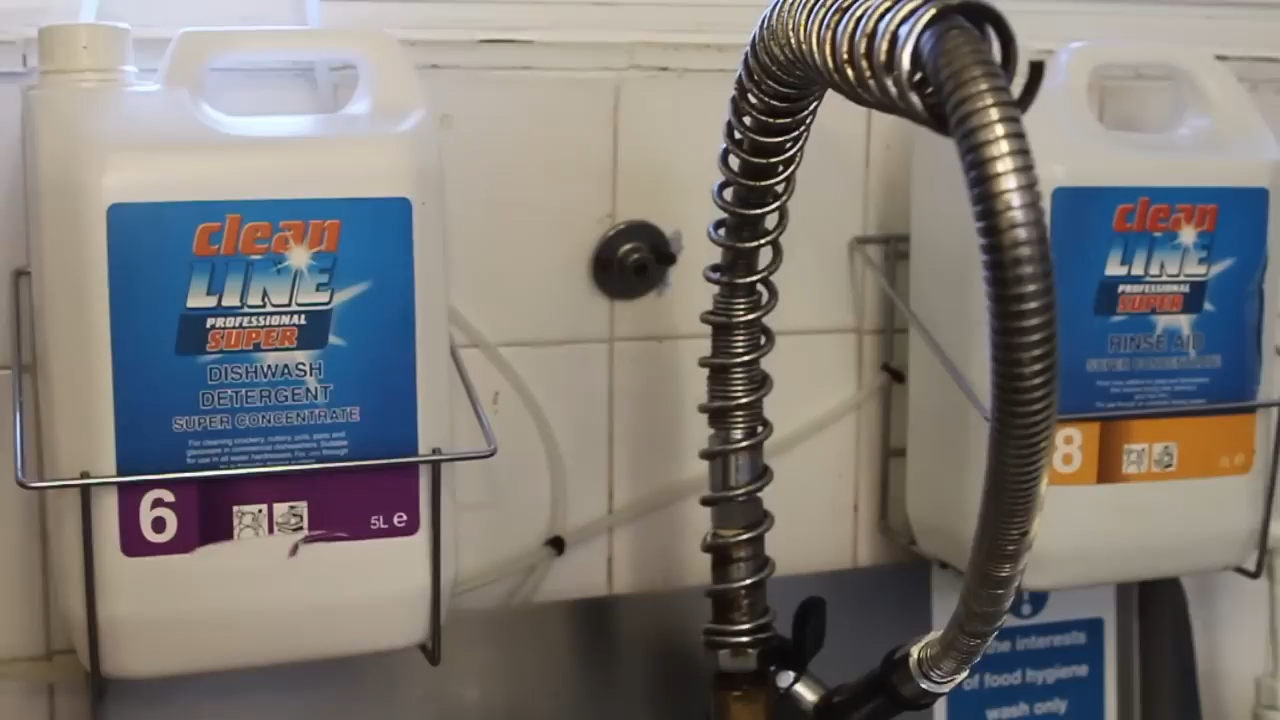 clean
LINE
PROFESSIONAL
SUPER
DISHWASH
DETERGENT
SUPER CONCENTRATE
For cleaning crockery, cutlery, pots, pans and
glassware in commercial dishwashers. Suitable
for use in all water hardnesses. For use through
6
5L e
clean
LINE
PROFESSIONAL
SUPER
RINSE AID
SUPER CONCENTRATE
8
the interests
of food hygiene
wash only